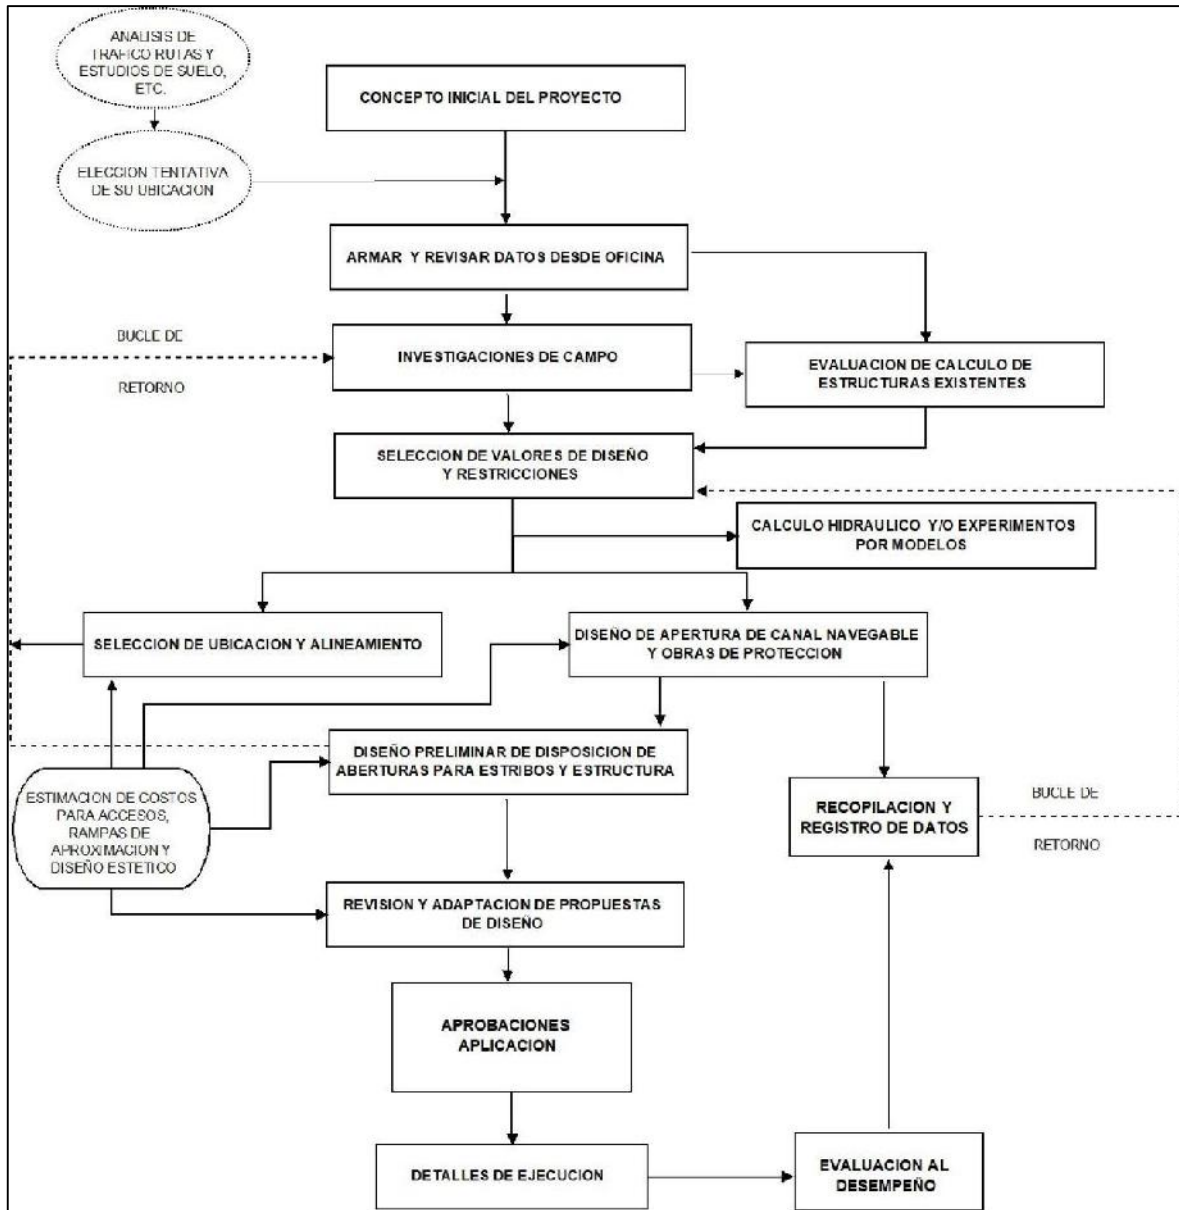 ANALISIS DE
TRAFICO RUTAS Y
ESTUDIOS DE SUELO,
ETC.
CONCEPTO INICIAL DEL PROYECTO
ELECCION TENTATIVA
DE SU UBICACION
ARMAR Y REVISAR DATOS DESDE OFICINA
BUCLE DE
RETORNO
INVESTIGACIONES DE CAMPO
EVALUACION DE CALCULO DE
ESTRUCTURAS EXISTENTES
SELECCION DE VALORES DE DISEÑO
Y RESTRICCIONES
CALCULO HIDRAULICO Y/O EXPERIMENTOS
POR MODELOS
SELECCION DE UBICACION Y ALINEAMIENTO
DISEÑO DE APERTURA DE CANAL NAVEGABLE
Y OBRAS DE PROTECCION
DISEÑO PRELIMINAR DE DISPOSICION DE
ABERTURAS PARA ESTRIBOS Y ESTRUCTURA
ESTIMACION DE COSTOS
PARA ACCESOS,
RAMPAS DE
APROXIMACION Y
DISEÑO ESTETICO
RECOPILACION Y
REGISTRO DE DATOS
BUCLE DE
RETORNO
REVISION Y ADAPTACION DE PROPUESTAS
DE DISEÑO
APROBACIONES
APLICACION
DETALLES DE EJECUCION
EVALUACION AL
DESEMPEÑO